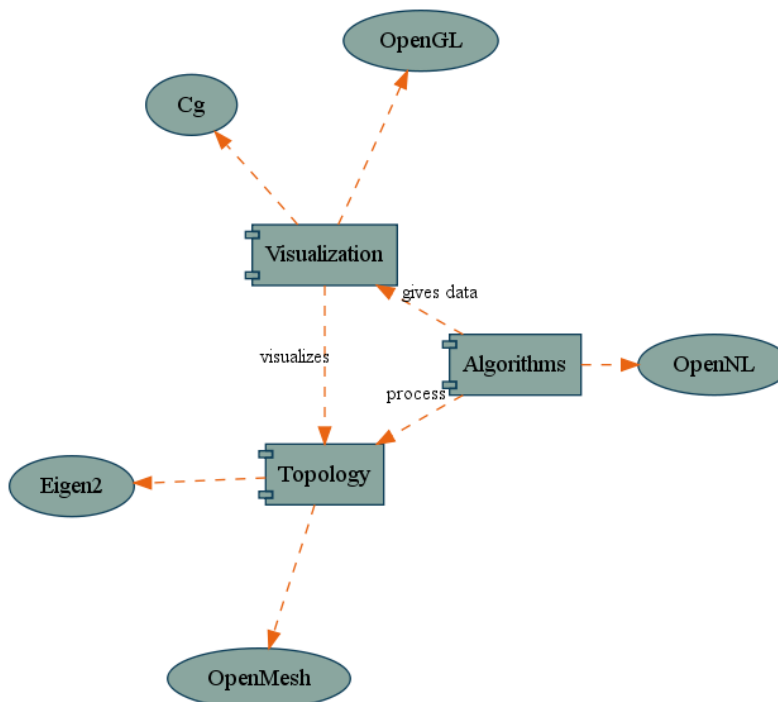 OpenGL
Cg
Visualization
gives data
visualizes
Algorithms
OpenNL
process
Topology
Eigen2
OpenMesh